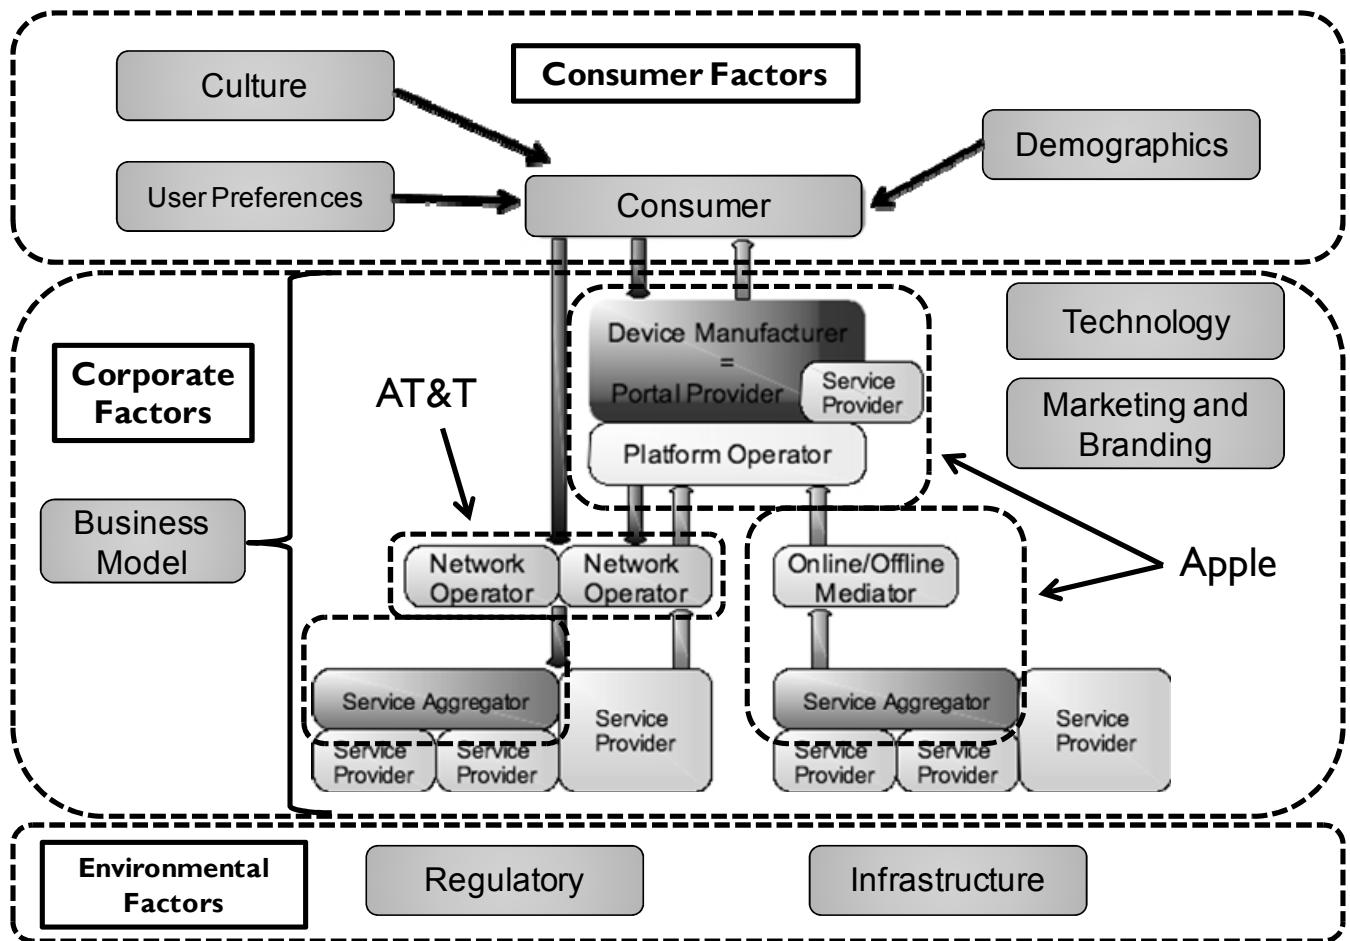 Consumer Factors
Culture
Demographics
User Preferences
Consumer
Technology
Device Manufacturer
=
Portal Provider
Service
Provider
Corporate
Factors
AT&T
Marketing and
Branding
Platform Operator
Business
Model
Network
Operator
Network
Operator
Online/Offline
Mediator
Apple
Service Aggregator
Service
Provider
Service
Provider
Service
Provider
Service Aggregator
Service
Provider
Service
Provider
Service
Provider
Environmental
Factors
Regulatory
Infrastructure